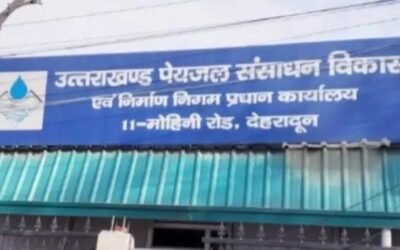 उत्तराखण्ड पेयजल संसाधन विकास
एवं निर्माण निगम प्रधान कार्यालय
11-मोहिनी रोड, देहरादून